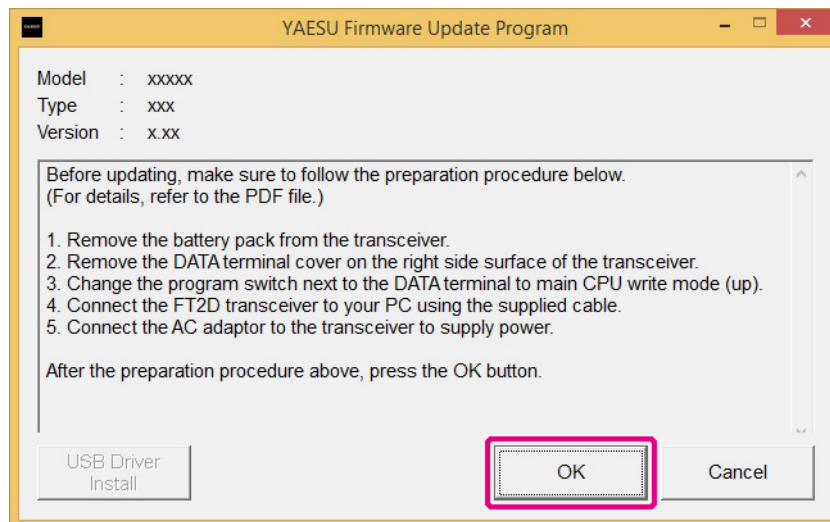 YAESU Firmware Update Program
Model : xxxxx
Type : xxx
Version : x.xx
Before updating, make sure to follow the preparation procedure below.
(For details, refer to the PDF file.)
1. Remove the battery pack from the transceiver.
2. Remove the DATA terminal cover on the right side surface of the transceiver.
3. Change the program switch next to the DATA terminal to main CPU write mode (up).
4. Connect the FT2D transceiver to your PC using the supplied cable.
5. Connect the AC adaptor to the transceiver to supply power.
After the preparation procedure above, press the OK button.
USB Driver
Install
OK
Cancel